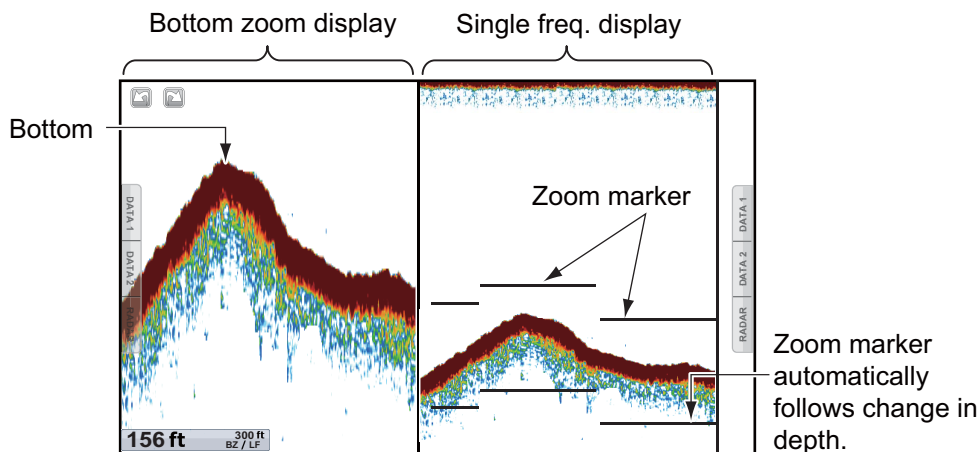 Bottom zoom display
Single freq. display
Bottom
Zoom marker
DATA 1
DATA 2
RADAR
DATA 1
DATA 2
RADAR
Zoom marker
automatically
follows change in
depth.
156 ft
300 ft
BZ / LF